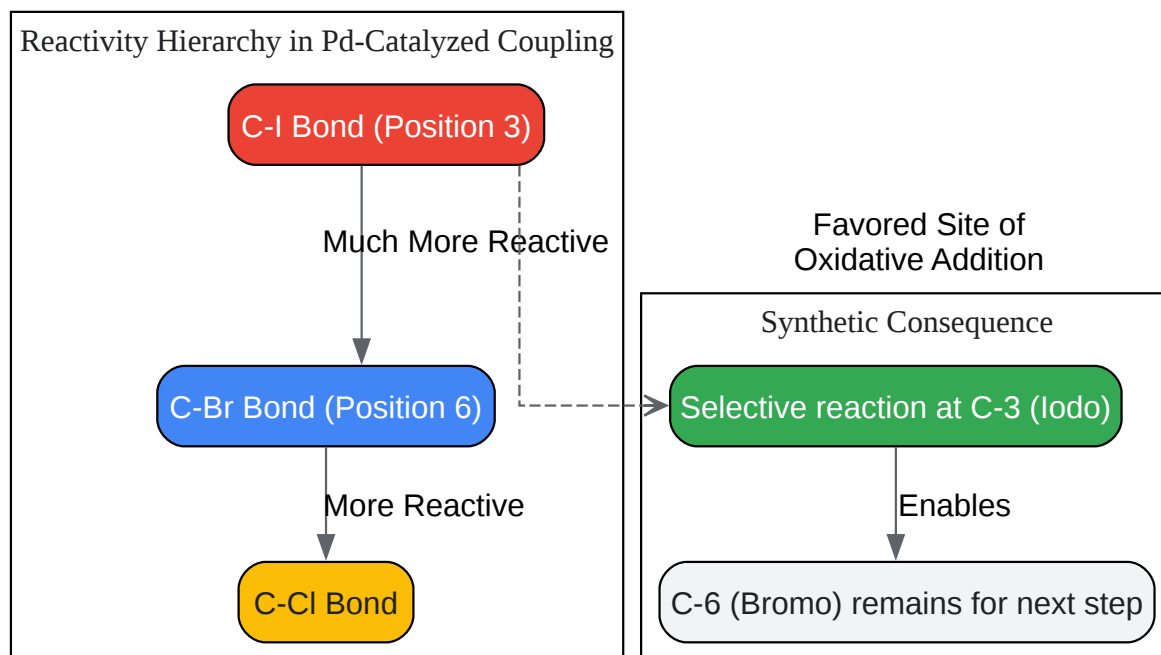 Reactivity Hierarchy in Pd-Catalyzed Coupling
C-I Bond (Position 3)
Much More Reactive
C-Br Bond (Position 6)
More Reactive
C-Cl Bond
Favored Site of
Oxidative Addition
Synthetic Consequence
Selective reaction at C-3 (Iodo)
Enables
C-6 (Bromo) remains for next step